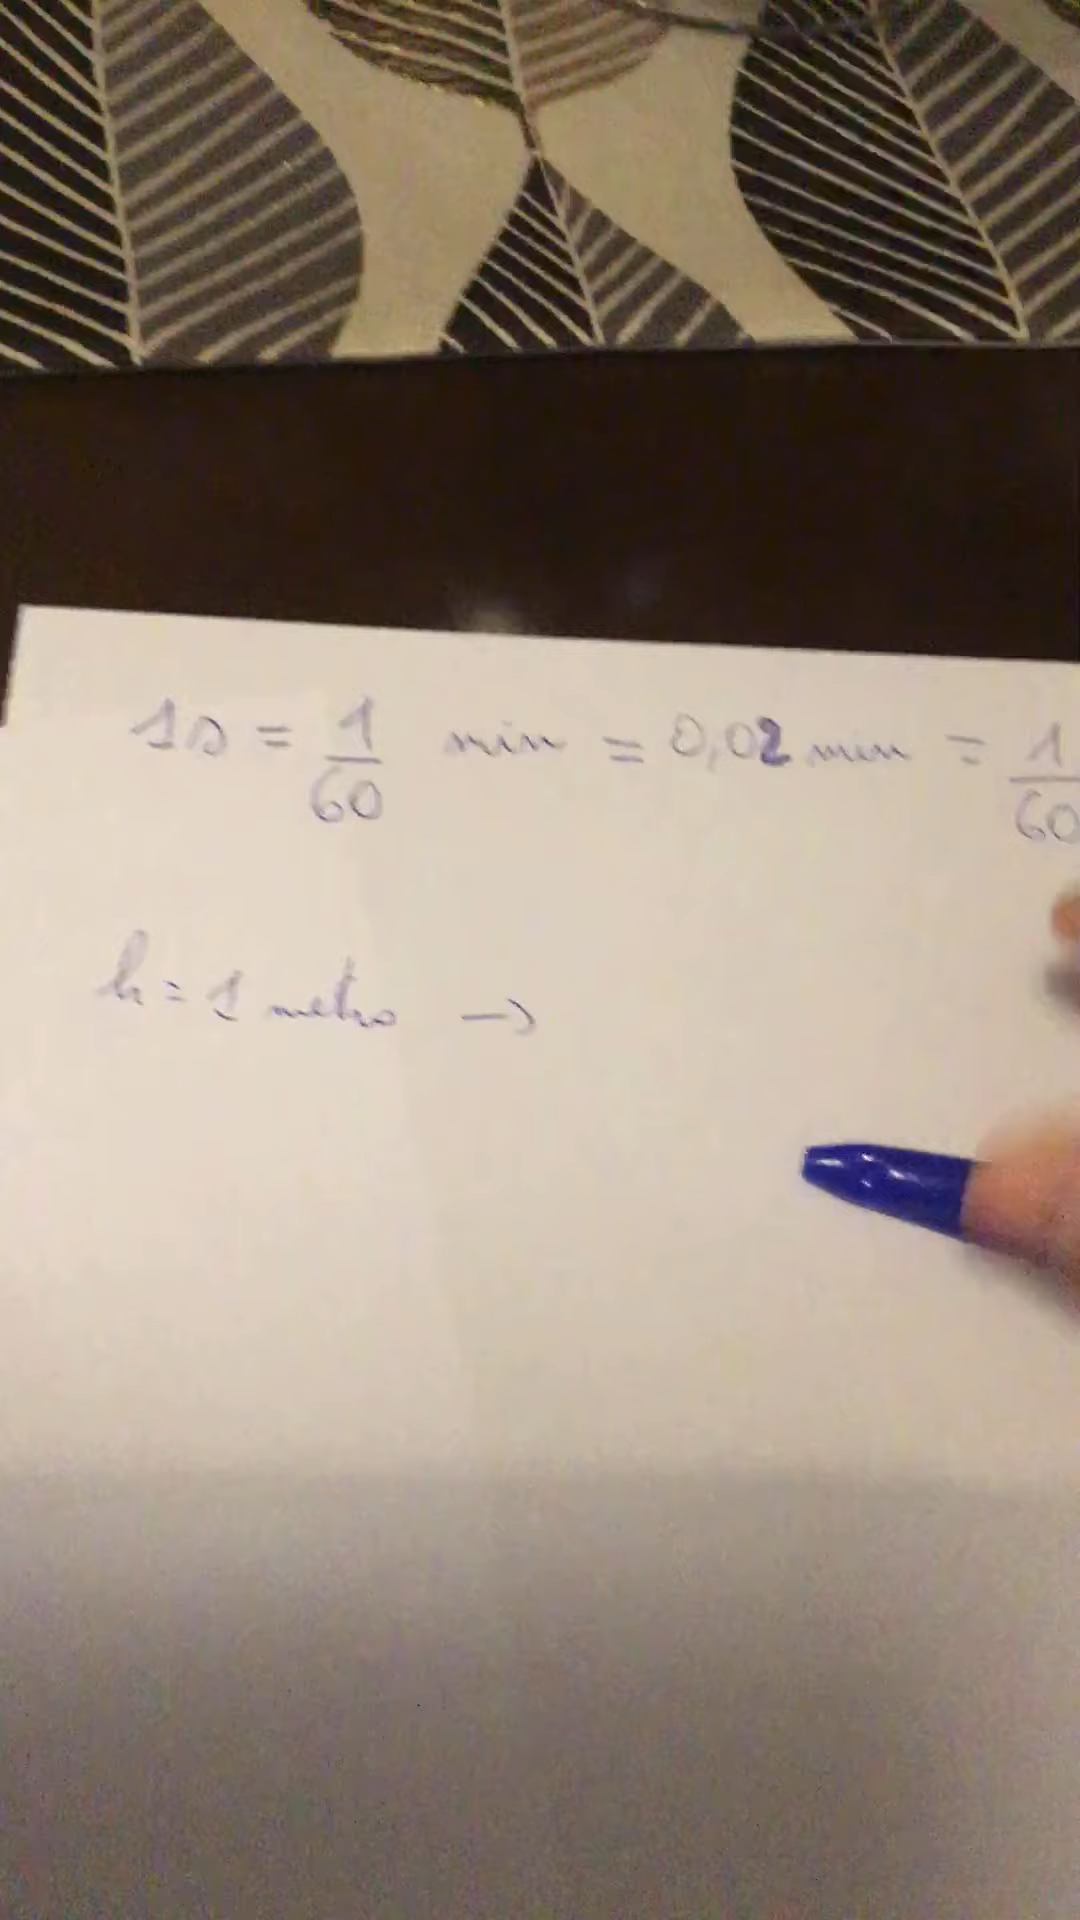 1s = 1/60 min = 0,02 min = 1/60
h = 1 metro →